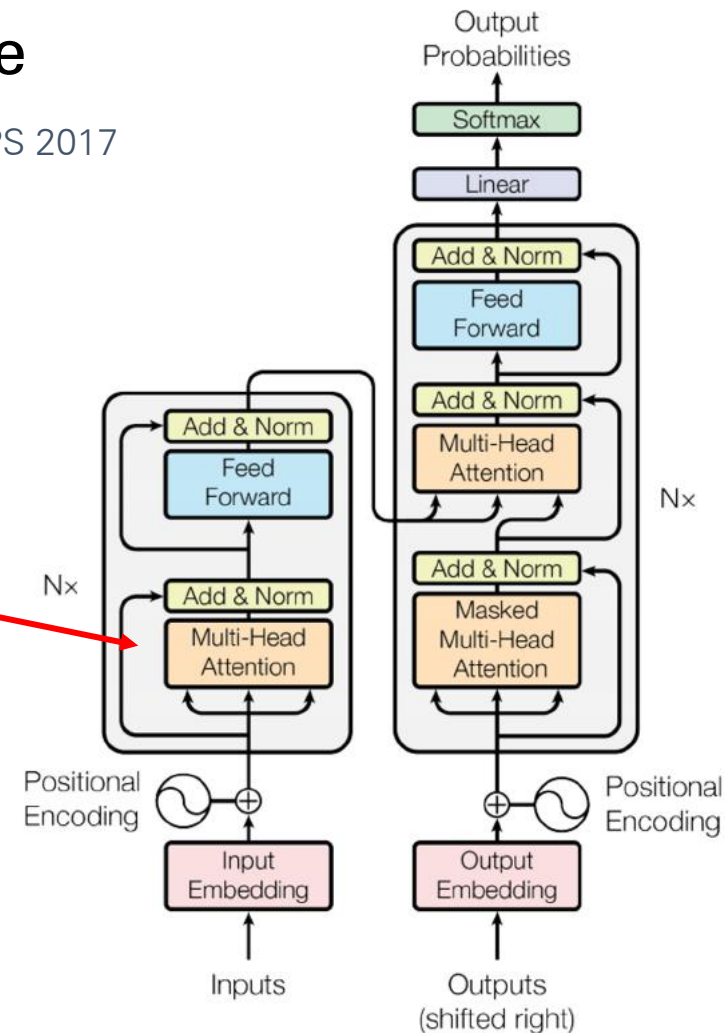 Output
Probabilities
Softmax
Linear
Add & Norm
Feed
Forward
Add & Norm
Multi-Head
Attention
Nx
Add & Norm
Masked
Multi-Head
Attention
Positional
Encoding
Output
Embedding
Outputs
(shifted right)
Add & Norm
Feed
Forward
Nx
Add & Norm
Multi-Head
Attention
Positional
Encoding
Input
Embedding
Inputs
2017